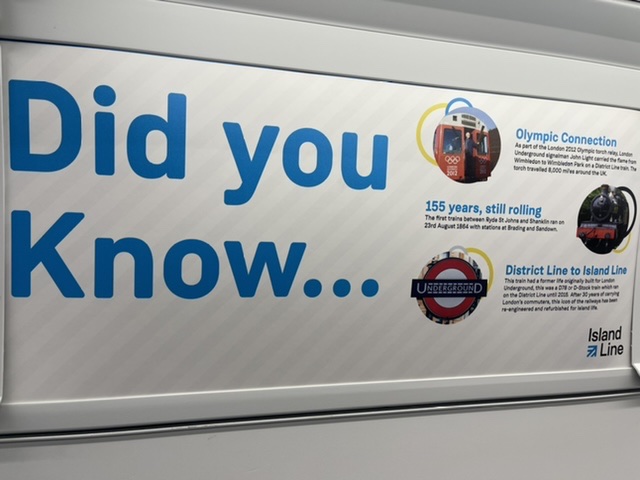 Did you
Know...
Olympic Connection
As part of the London 2012 Olympic torch relay, London
Underground signalman John Light carried the flame from
Wimbledon to Wimbledon Park on a District Line train. The
torch travelled 8,000 miles around the UK.
155 years, still rolling
The first trains between Ryde St Johns and Shanklin ran on
23rd August 1864 with stations at Brading and Sandown.
District Line to Island Line
This train had a former life originally built for London
Underground, this was a D78 or D-Stock train which ran
on the District Line until 2016. After 30 years of carrying
London's commuters, this icon of the railways has been
re-engineered and refurbished for island life.
UNDERGROUND
Island
Line